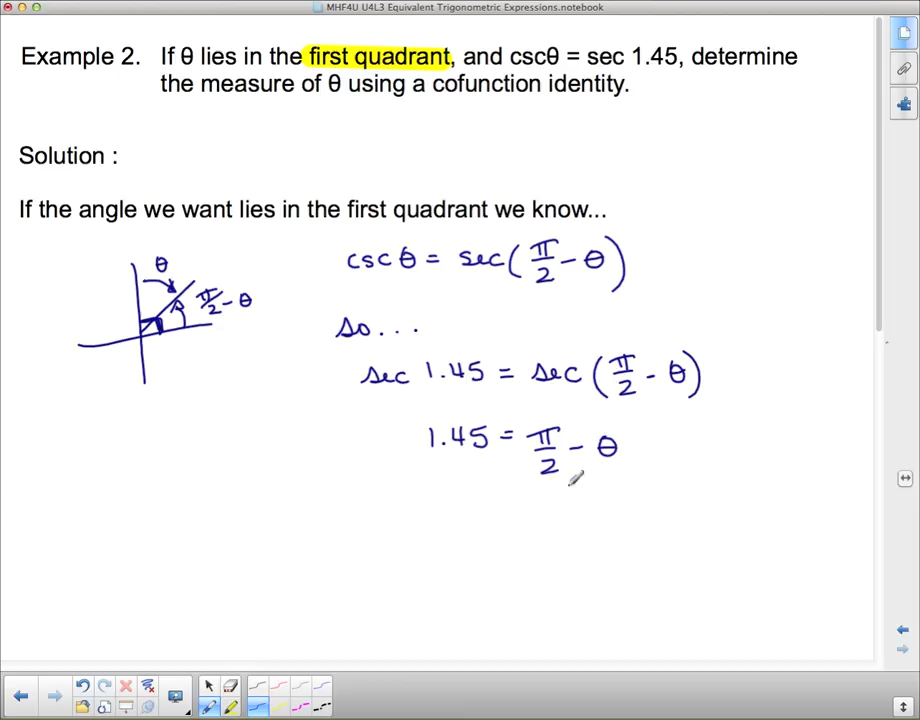 MHF4U U4L3 Equivalent Trigonometric Expressions.notebook
Example 2. If θ lies in the first quadrant, and cscθ = sec 1.45, determine
the measure of θ using a cofunction identity.
Solution :
If the angle we want lies in the first quadrant we know...
θ
π/2 - θ
csc θ = sec(π/2 - θ)
so...
sec 1.45 = sec (π/2 - θ)
1.45 = π/2 - θ